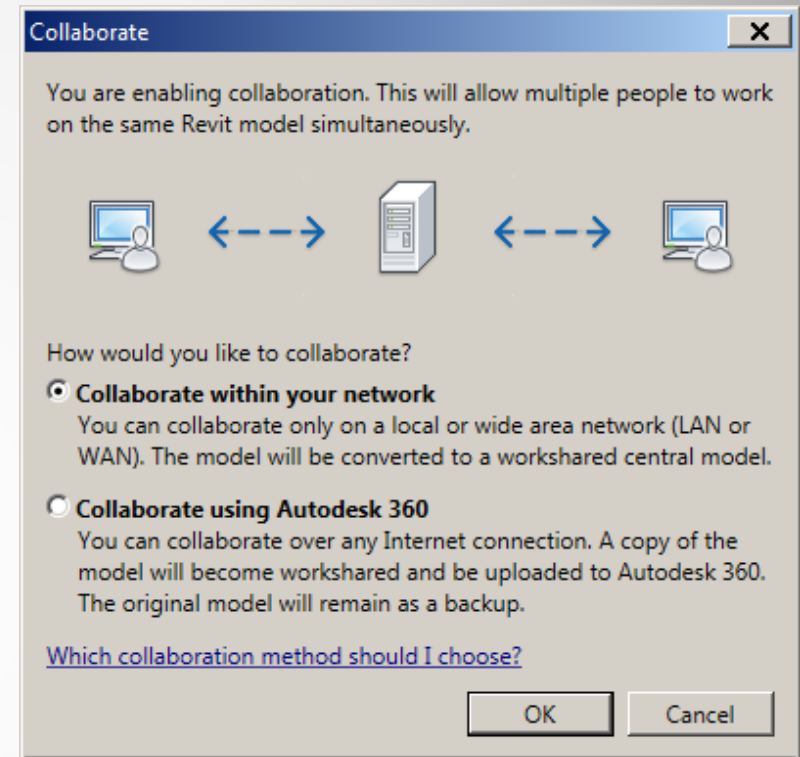 Collaborate
You are enabling collaboration. This will allow multiple people to work
on the same Revit model simultaneously.
How would you like to collaborate?
Collaborate within your network
You can collaborate only on a local or wide area network (LAN or
WAN). The model will be converted to a workshared central model.
Collaborate using Autodesk 360
You can collaborate over any Internet connection. A copy of the
model will become workshared and be uploaded to Autodesk 360.
The original model will remain as a backup.
Which collaboration method should I choose?
OK Cancel